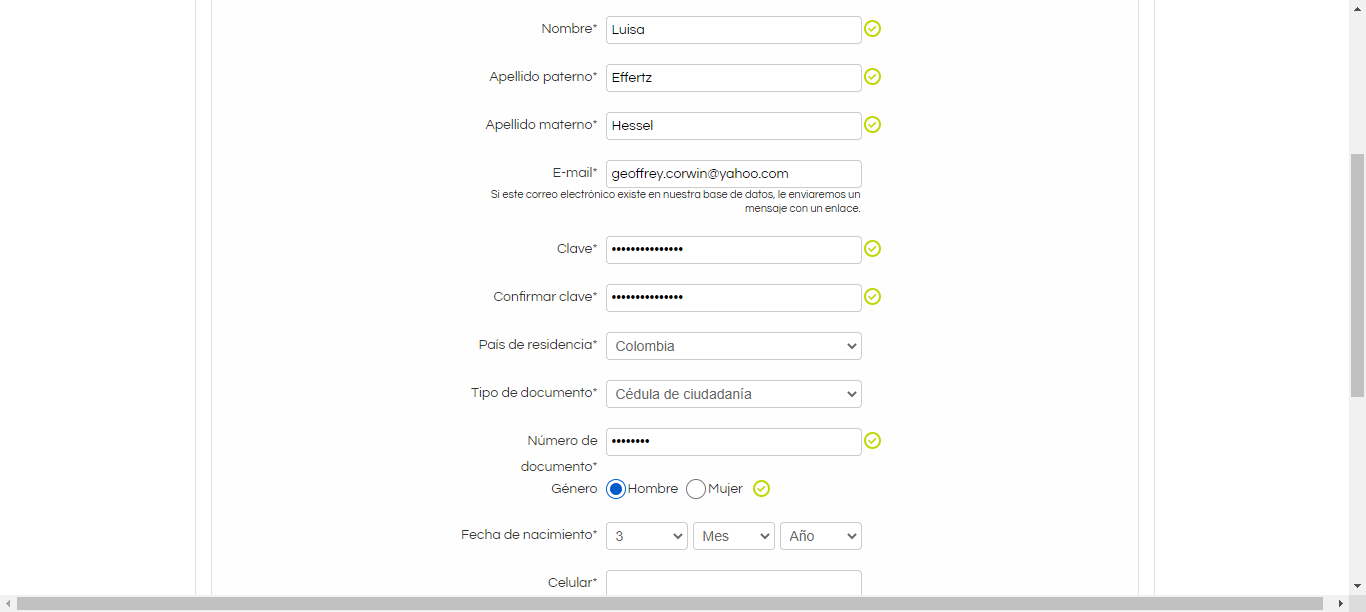 Nombre* Luisa
Apellido paterno* Effertz
Apellido materno* Hessel
E-mail* geoffrey.corwin@yahoo.com
Si este correo electrónico existe en nuestra base de datos, le enviaremos un
mensaje con un enlace.
Clave* •••••••••••••••
Confirmar clave* •••••••••••••••
País de residencia* Colombia
Tipo de documento* Cédula de ciudadanía
Número de ••••••••
documento*
Género Hombre Mujer
Fecha de nacimiento* 3 Mes Año
Celular*